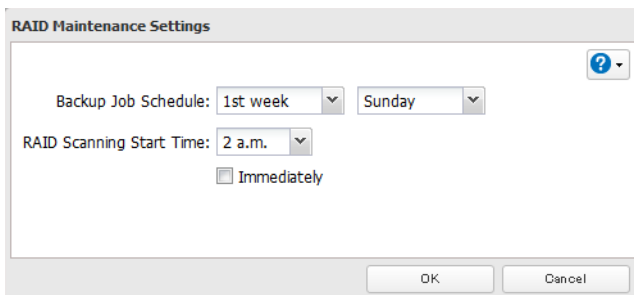 RAID Maintenance Settings
?
Backup Job Schedule: 1st week Sunday
RAID Scanning Start Time: 2 a.m.
Immediately
OK Cancel